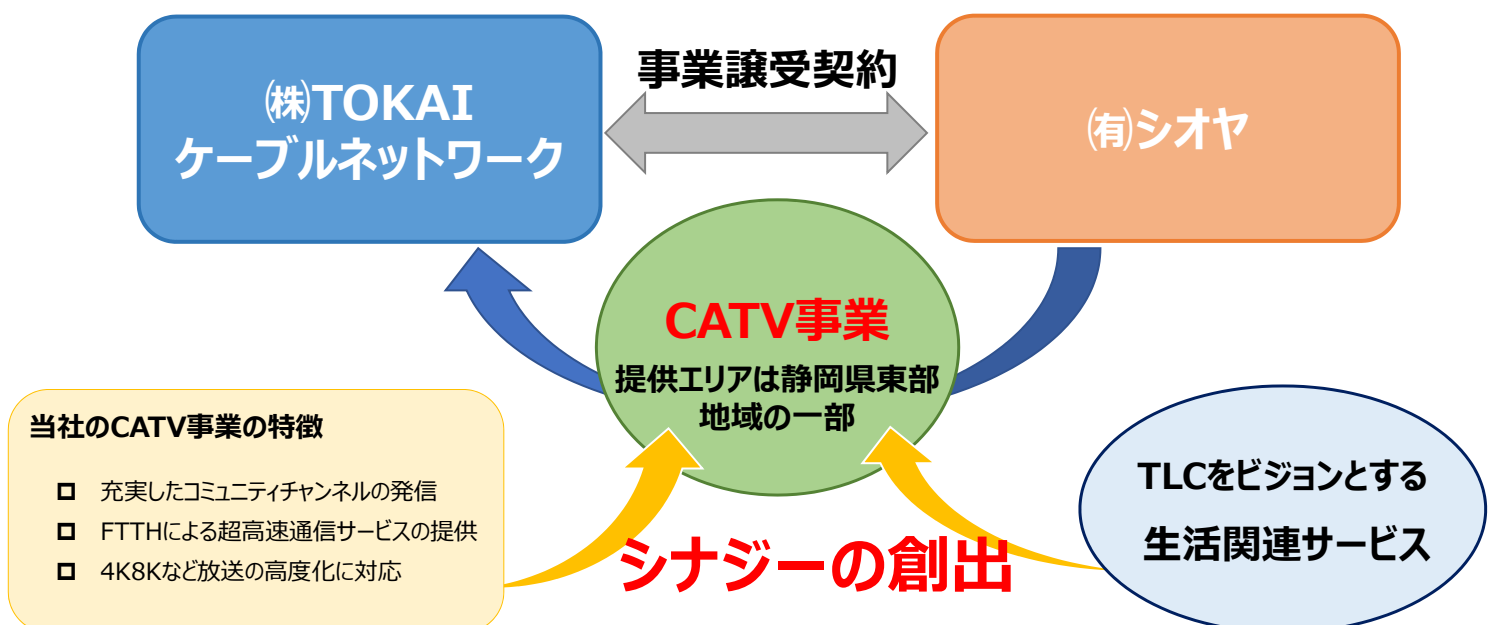 事業譲受契約
㈱TOKAI
ケーブルネットワーク
㈲シオヤ
CATV事業
提供エリアは静岡県東部
地域の一部
当社のCATV事業の特徴
充実したコミュニティチャンネルの発信
FTTHによる超高速通信サービスの提供
4K8Kなど放送の高度化に対応
シナジーの創出
TLCをビジョンとする
生活関連サービス